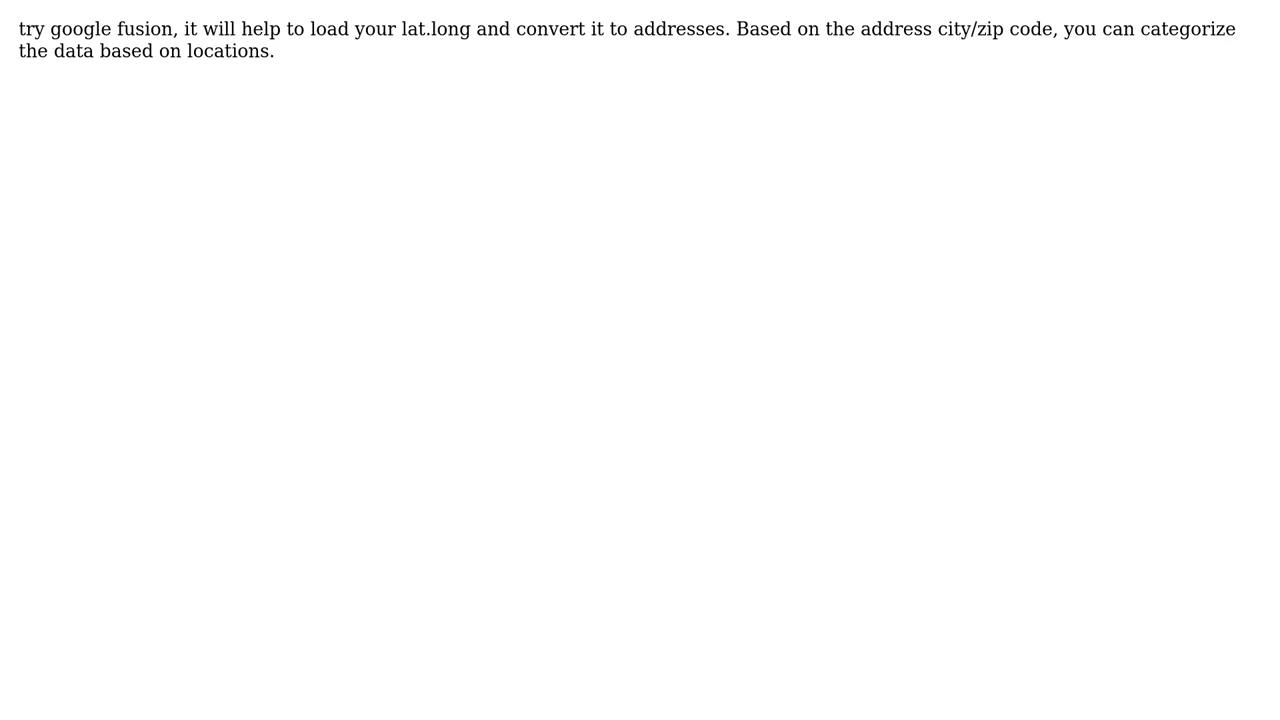 try google fusion, it will help to load your lat.long and convert it to addresses. Based on the address city/zip code, you can categorize
the data based on locations.